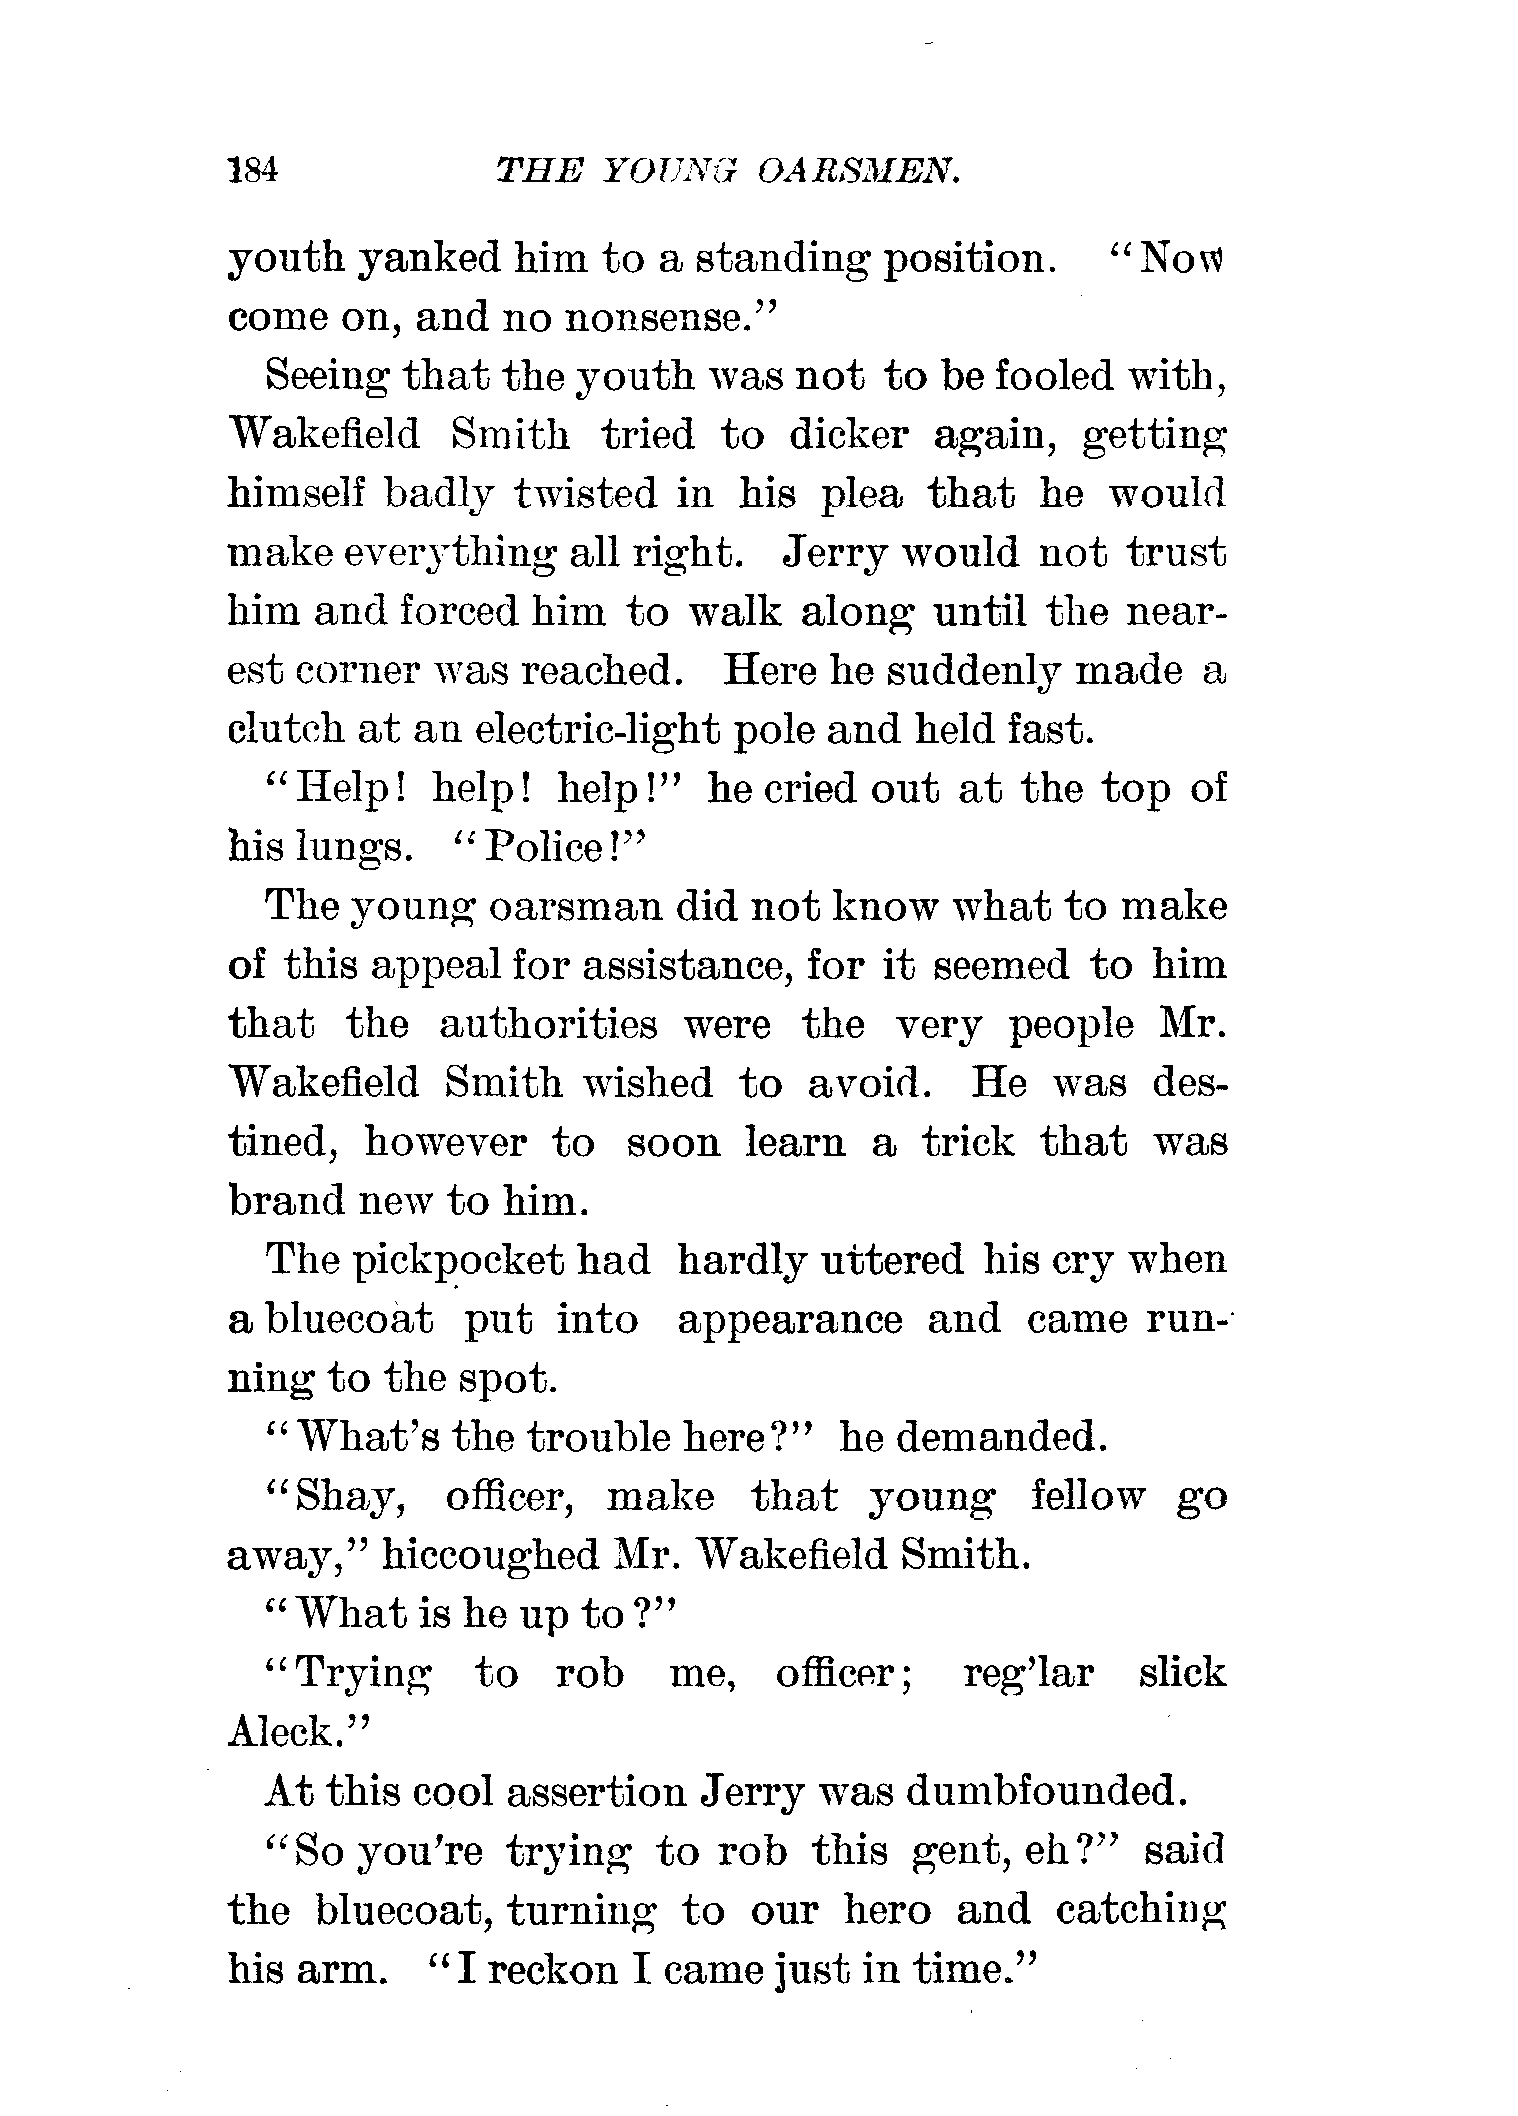 184 THE YOUNG OARSMEN.
youth yanked him to a standing position. "Now
come on, and no nonsense."
Seeing that the youth was not to be fooled with,
Wakefield Smith tried to dicker again, getting
himself badly twisted in his plea that he would
make everything all right. Jerry would not trust
him and forced him to walk along until the near-
est corner was reached. Here he suddenly made a
clutch at an electric-light pole and held fast.
"Help! help! help!" he cried out at the top of
his lungs. "Police!"
The young oarsman did not know what to make
of this appeal for assistance, for it seemed to him
that the authorities were the very people Mr.
Wakefield Smith wished to avoid. He was des-
tined, however to soon learn a trick that was
brand new to him.
The pickpocket had hardly uttered his cry when
a bluecoat put into appearance and came run-
ning to the spot.
"What's the trouble here?" he demanded.
"Shay, officer, make that young fellow go
away," hiccoughed Mr. Wakefield Smith.
"What is he up to?"
"Trying to rob me, officer; reg'lar slick
Aleck."
At this cool assertion Jerry was dumbfounded.
"So you're trying to rob this gent, eh?" said
the bluecoat, turning to our hero and catching
his arm. "I reckon I came just in time."